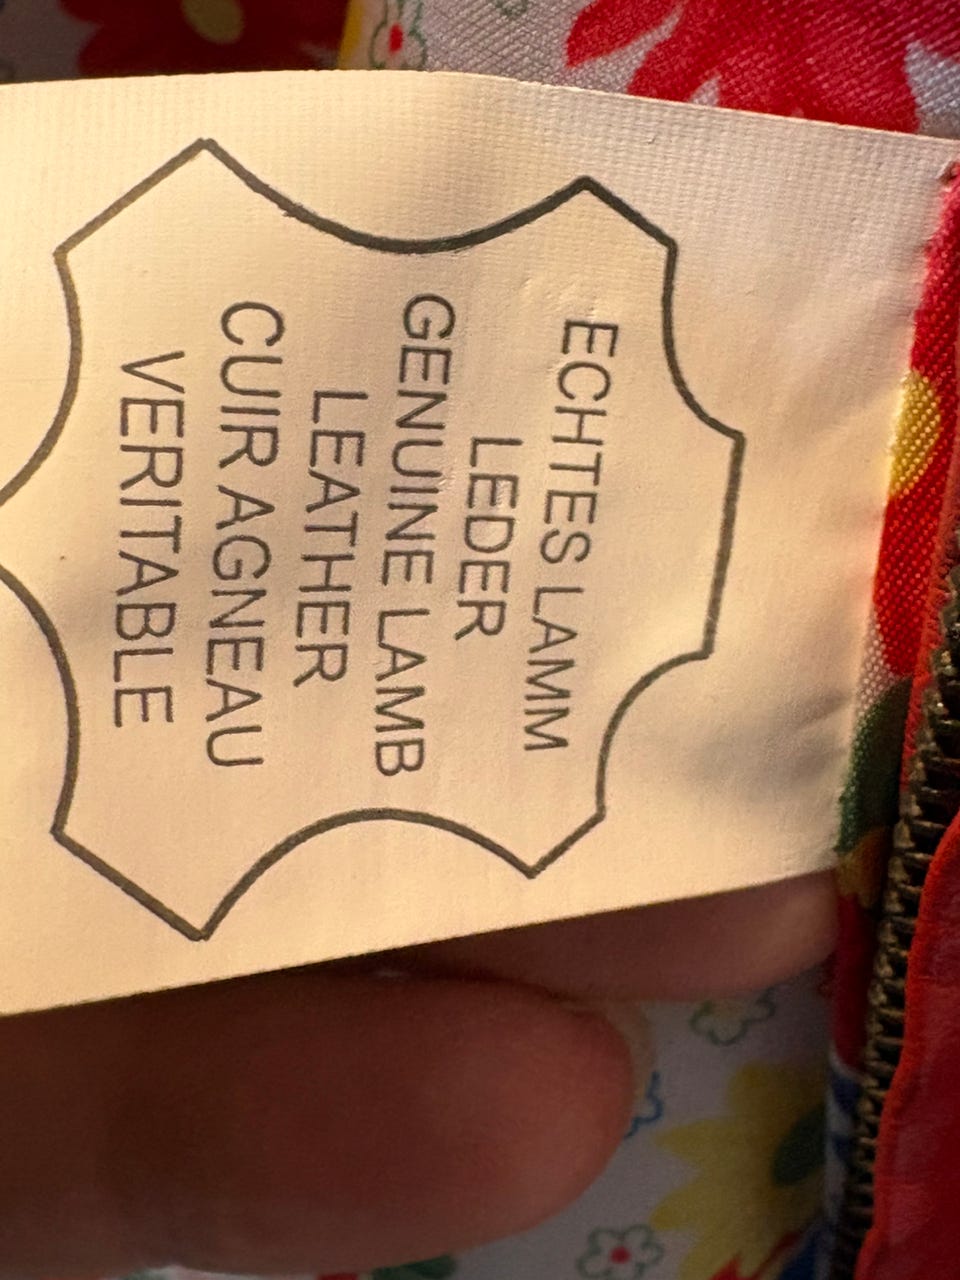 ECHTES LAMM
LEDER
GENUINE LAMB
LEATHER
CUIR AGNEAU
VERITABLE